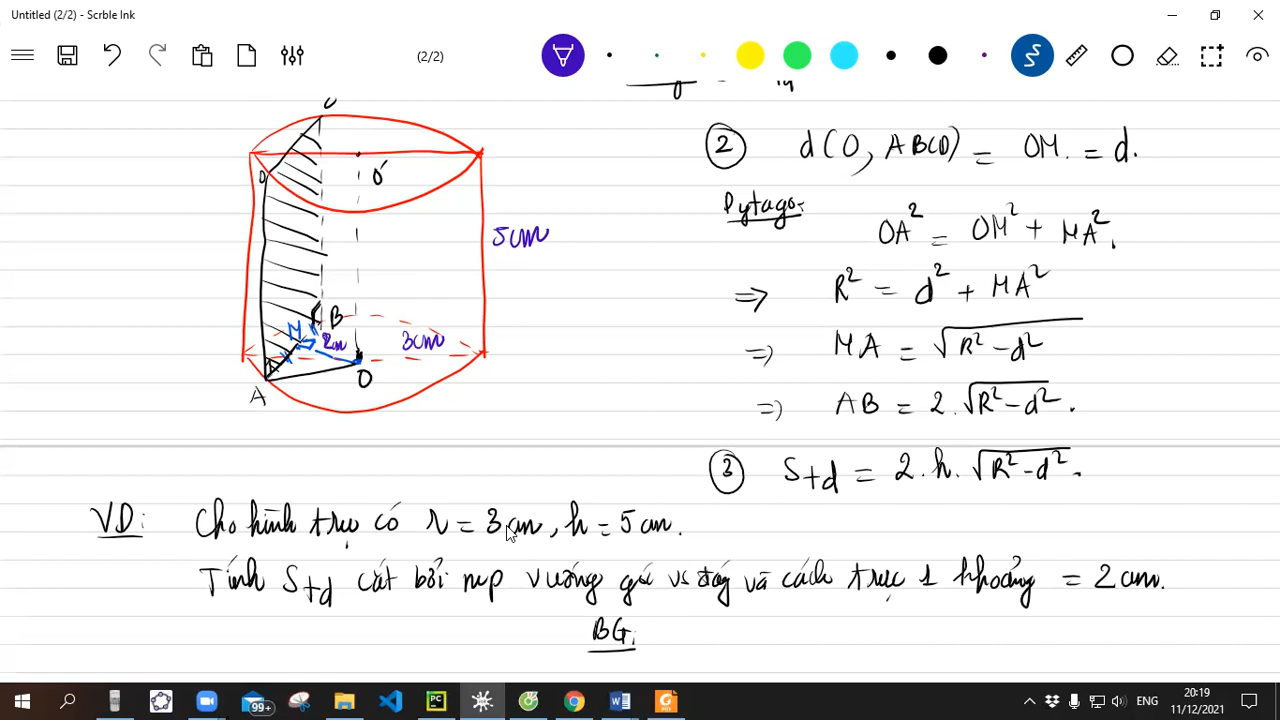 Untitled (2/2) - Scrble Ink
(2/2)
D O' 5cm
M B 2cm 3cm
A O
② d(O, ABCD) = OM. = d.
Pytago:
OA² = OM² + MA².
⇒ R² = d² + MA²
⇒ MA = √R²-d²
⇒ AB = 2.√R²-d².
③ Stđ = 2.h.√R²-d².
VD: Cho hình trụ có r = 3cm, h = 5cm.
Tính Stđ cắt bởi mp vuông góc vs đáy và cách trục 1 khoảng = 2cm.
BG:
99+
ENG
20:19
11/12/2021